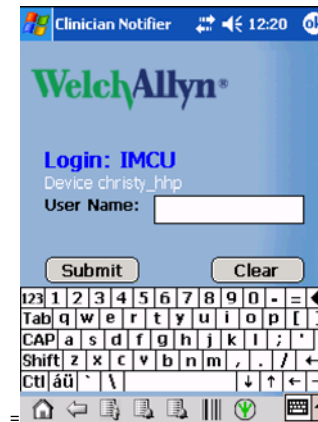 Clinician Notifier 12:20 ok
WelchAllyn®
Login: IMCU
Device christy_hhp
User Name:
Submit Clear
123 1 2 3 4 5 6 7 8 9 0 - =
Tab q w e r t y u i o p [ ]
CAP a s d f g h j k l ; '
Shift z x c v b n m , . /
Ctl áü ` \
=